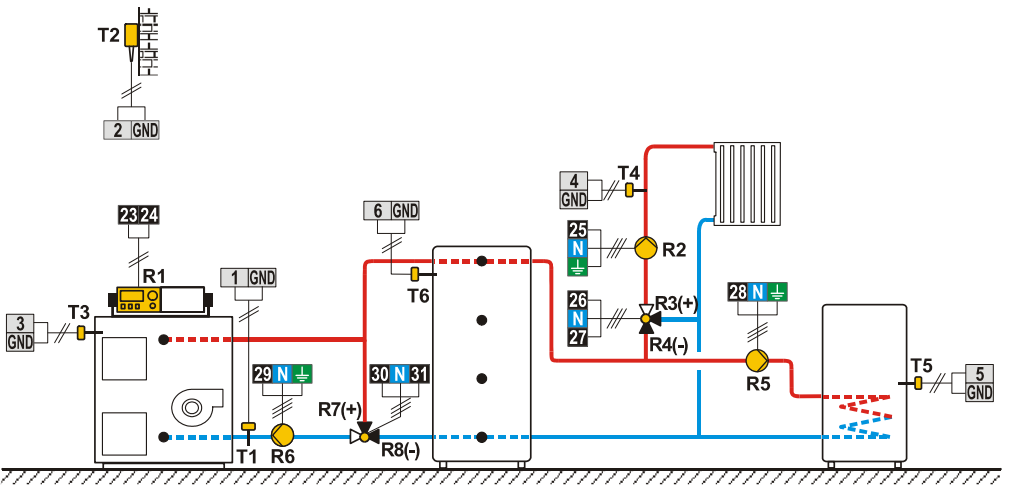 T2
2 GND
4
GND
T4
6 GND
23 24
25
N
R2
R1
1 GND
T6
3
GND
T3
26
N
27
R3(+)
R4(-)
28 N
29 N
30 N 31
R5
T5
5
GND
R7(+)
T1
R6
R8(-)